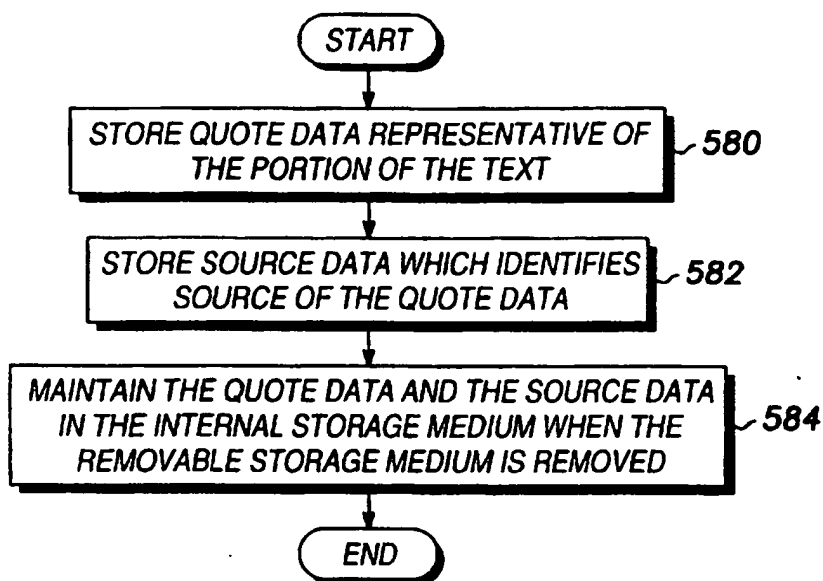 START
STORE QUOTE DATA REPRESENTATIVE OF
THE PORTION OF THE TEXT
580
STORE SOURCE DATA WHICH IDENTIFIES
SOURCE OF THE QUOTE DATA
582
MAINTAIN THE QUOTE DATA AND THE SOURCE DATA
IN THE INTERNAL STORAGE MEDIUM WHEN THE
REMOVABLE STORAGE MEDIUM IS REMOVED
584
END